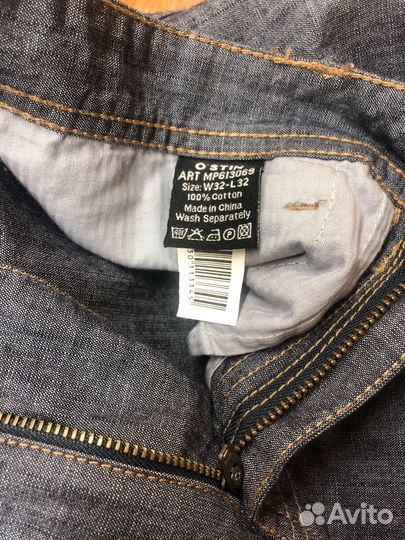 O'STIN
ART MP613069
Size: W32-L32
100% Cotton
Made in China
Wash Separately
Avito